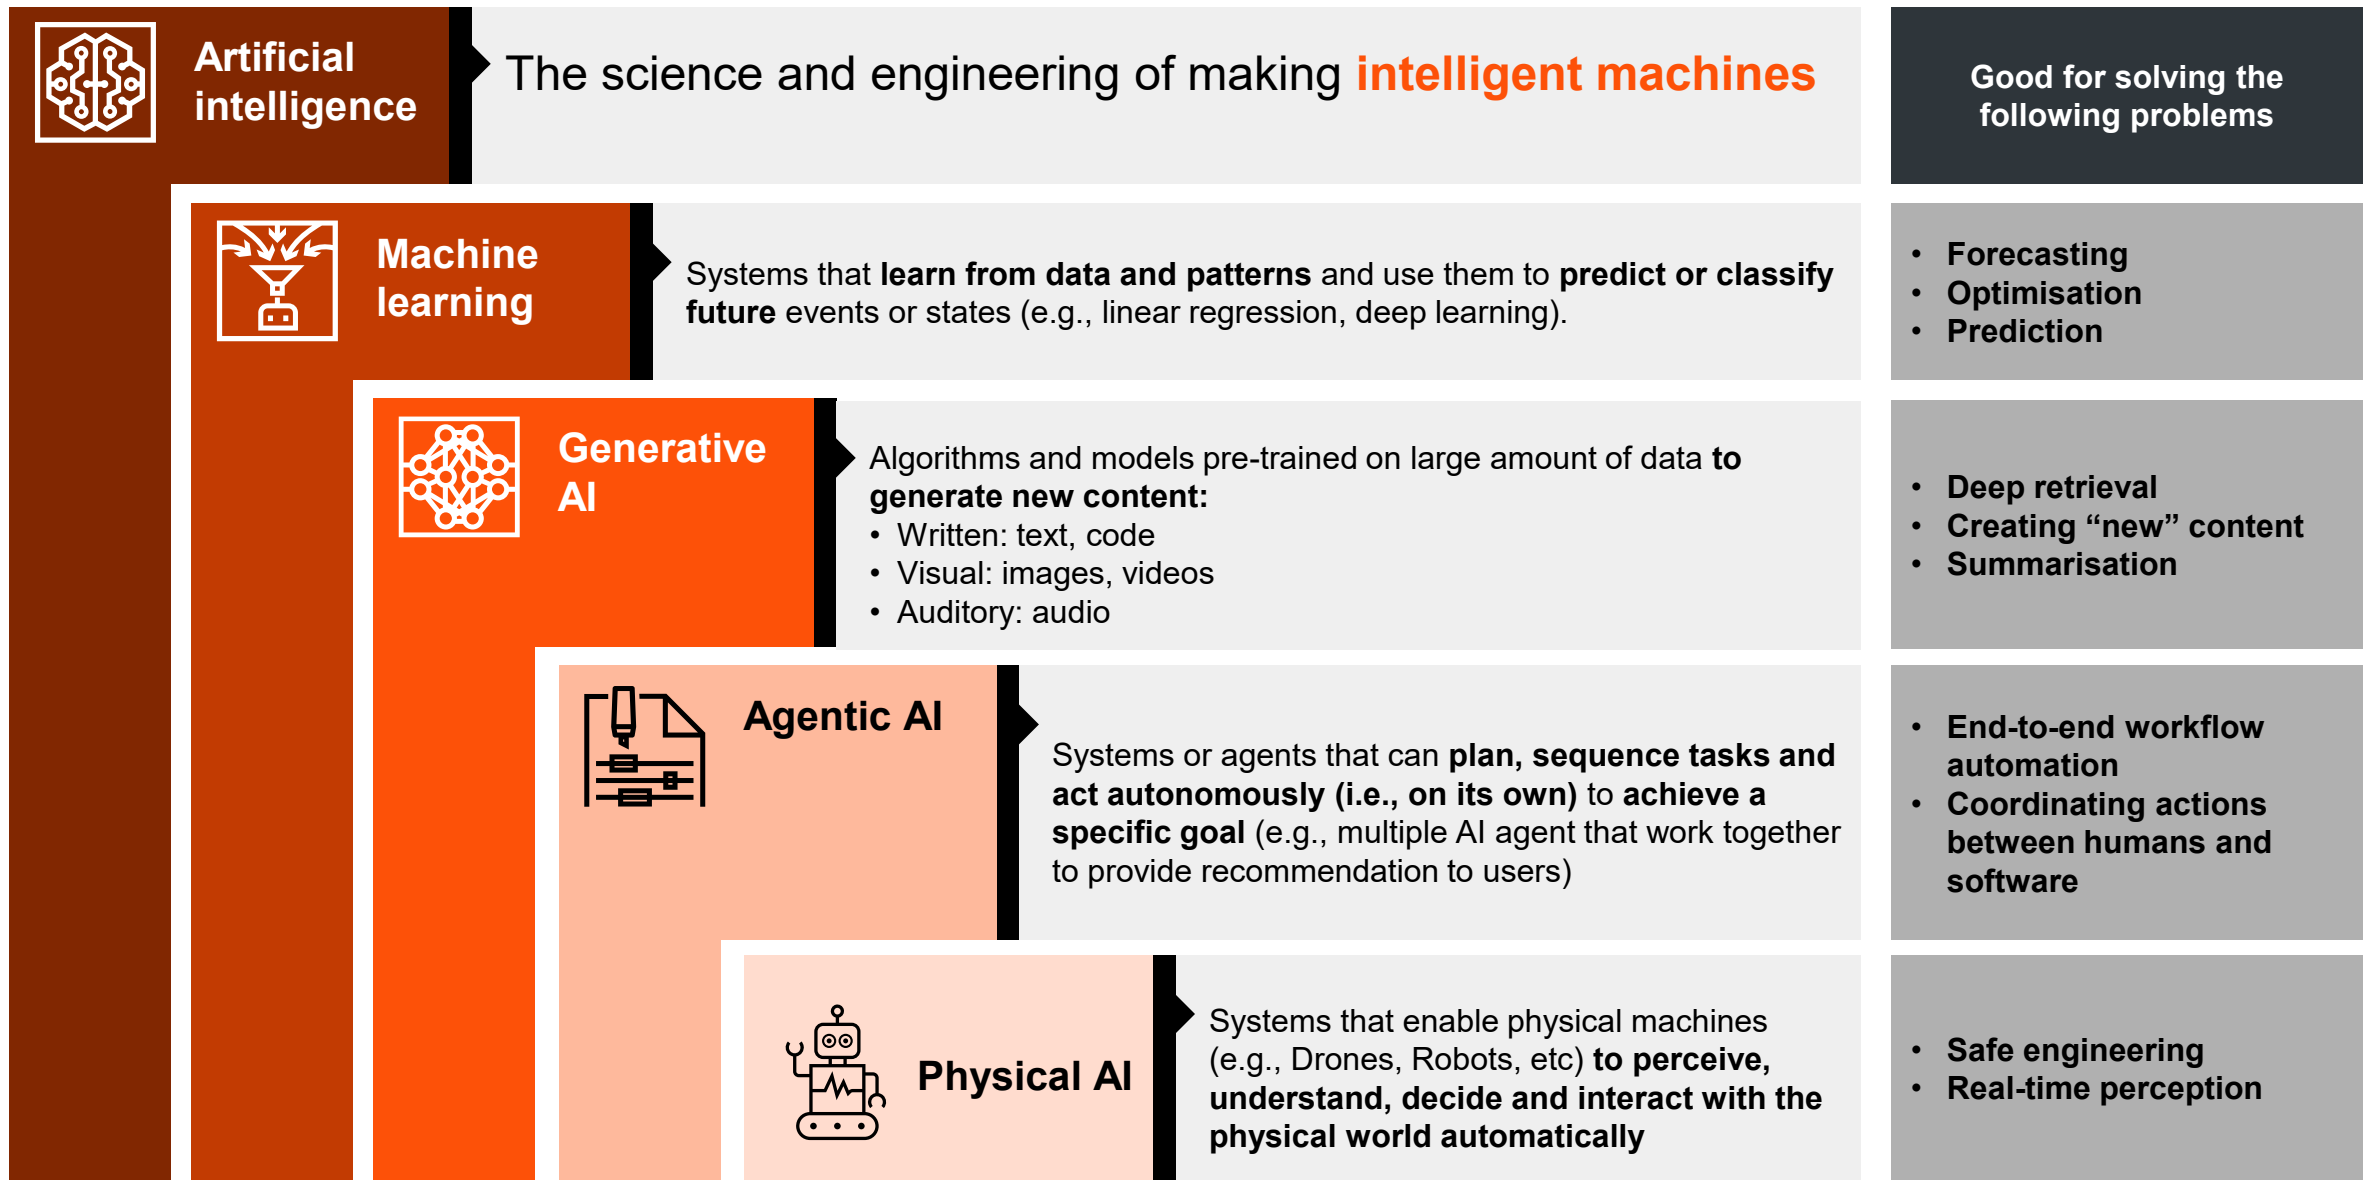 Artificial
intelligence
The science and engineering of making intelligent machines
Good for solving the
following problems
Machine
learning
Systems that learn from data and patterns and use them to predict or classify
future events or states (e.g., linear regression, deep learning).
• Forecasting
• Optimisation
• Prediction
Generative
AI
Algorithms and models pre-trained on large amount of data to
generate new content:
• Written: text, code
• Visual: images, videos
• Auditory: audio
• Deep retrieval
• Creating “new” content
• Summarisation
Agentic AI
Systems or agents that can plan, sequence tasks and
act autonomously (i.e., on its own) to achieve a
specific goal (e.g., multiple AI agent that work together
to provide recommendation to users)
• End-to-end workflow
automation
• Coordinating actions
between humans and
software
Physical AI
Systems that enable physical machines
(e.g., Drones, Robots, etc) to perceive,
understand, decide and interact with the
physical world automatically
• Safe engineering
• Real-time perception